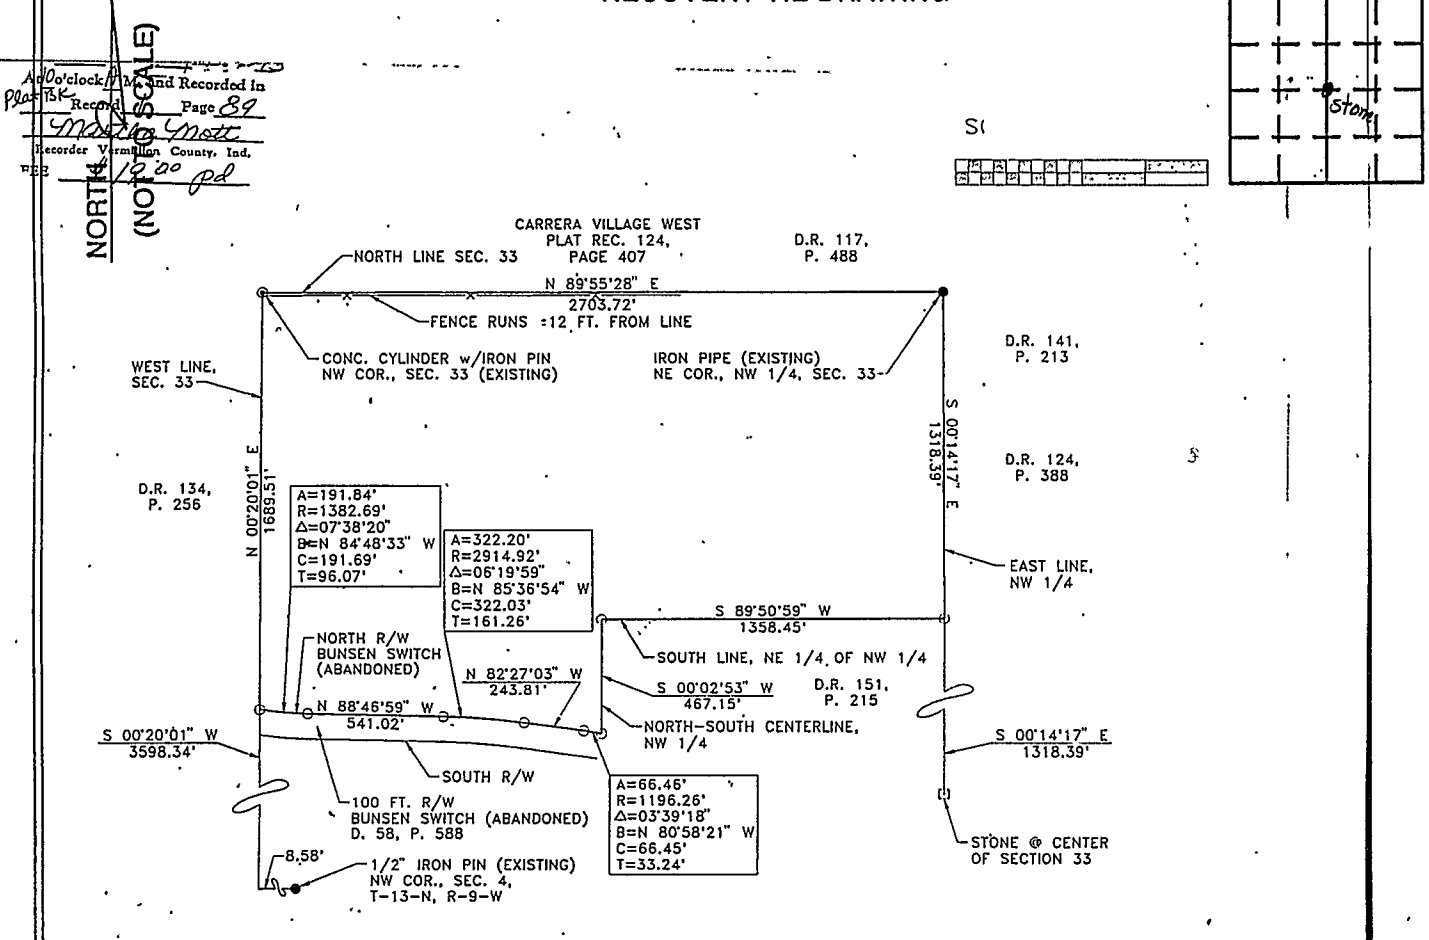 NORTH
(NOT TO SCALE)
At 10 o'clock M. and Recorded in
Plat BK Record Page 89
Martha Mott
Recorder Vermillion County, Ind.
FEE 19.00 pd
stone
CARRERA VILLAGE WEST
PLAT REC. 124,
PAGE 407
D.R. 117,
P. 488
NORTH LINE SEC. 33
N 89°55'28" E
2703.72'
FENCE RUNS ±12 FT. FROM LINE
CONC. CYLINDER w/IRON PIN
NW COR., SEC. 33 (EXISTING)
IRON PIPE (EXISTING)
NE COR., NW 1/4, SEC. 33
WEST LINE,
SEC. 33
D.R. 141,
P. 213
S 00°14'17" E
1318.39'
D.R. 124,
P. 388
N 00°20'01" E
1689.51'
D.R. 134,
P. 256
A=191.84'
R=1382.69'
Δ=07°38'20"
B=N 84°48'33" W
C=191.69'
T=96.07'
A=322.20'
R=2914.92'
Δ=06°19'59"
B=N 85°36'54" W
C=322.03'
T=161.26'
EAST LINE,
NW 1/4
S 89°50'59" W
1358.45'
NORTH R/W
BUNSEN SWITCH
(ABANDONED)
SOUTH LINE, NE 1/4 OF NW 1/4
N 82°27'03" W
243.81'
S 00°02'53" W
467.15'
D.R. 151,
P. 215
N 88°46'59" W
541.02'
NORTH-SOUTH CENTERLINE,
NW 1/4
S 00°20'01" W
3598.34'
S 00°14'17" E
1318.39'
SOUTH R/W
100 FT. R/W
BUNSEN SWITCH (ABANDONED)
D. 58, P. 588
A=66.46'
R=1196.26'
Δ=03°39'18"
B=N 80°58'21" W
C=66.45'
T=33.24'
STONE @ CENTER
OF SECTION 33
8.58'
1/2" IRON PIN (EXISTING)
NW COR., SEC. 4,
T-13-N, R-9-W